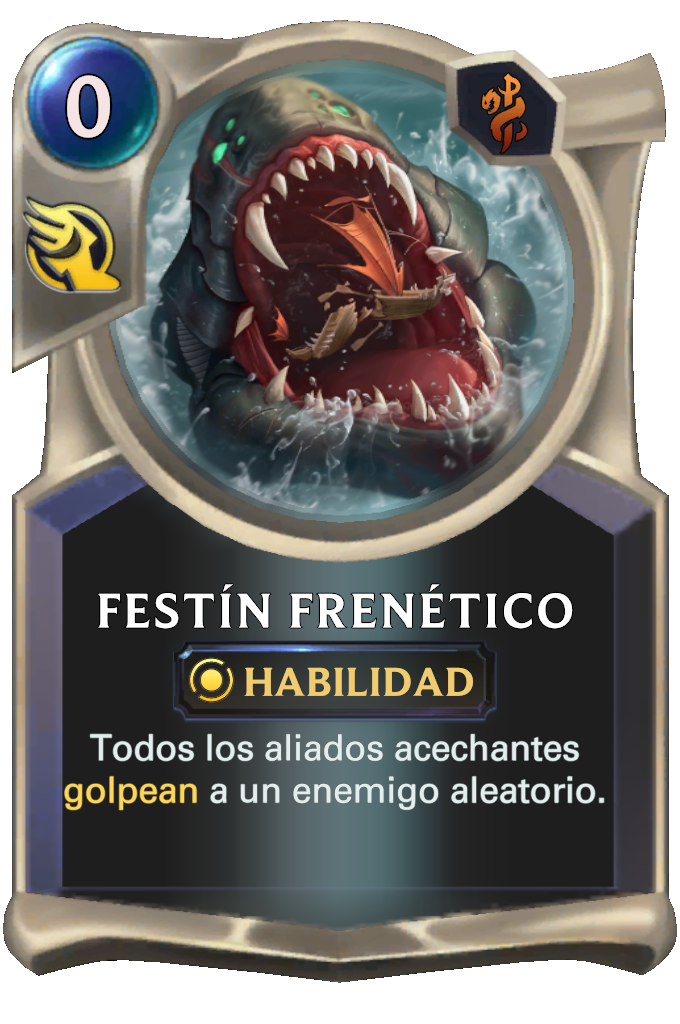 0
FESTÍN FRENÉTICO
HABILIDAD
Todos los aliados acechantes
golpean a un enemigo aleatorio.